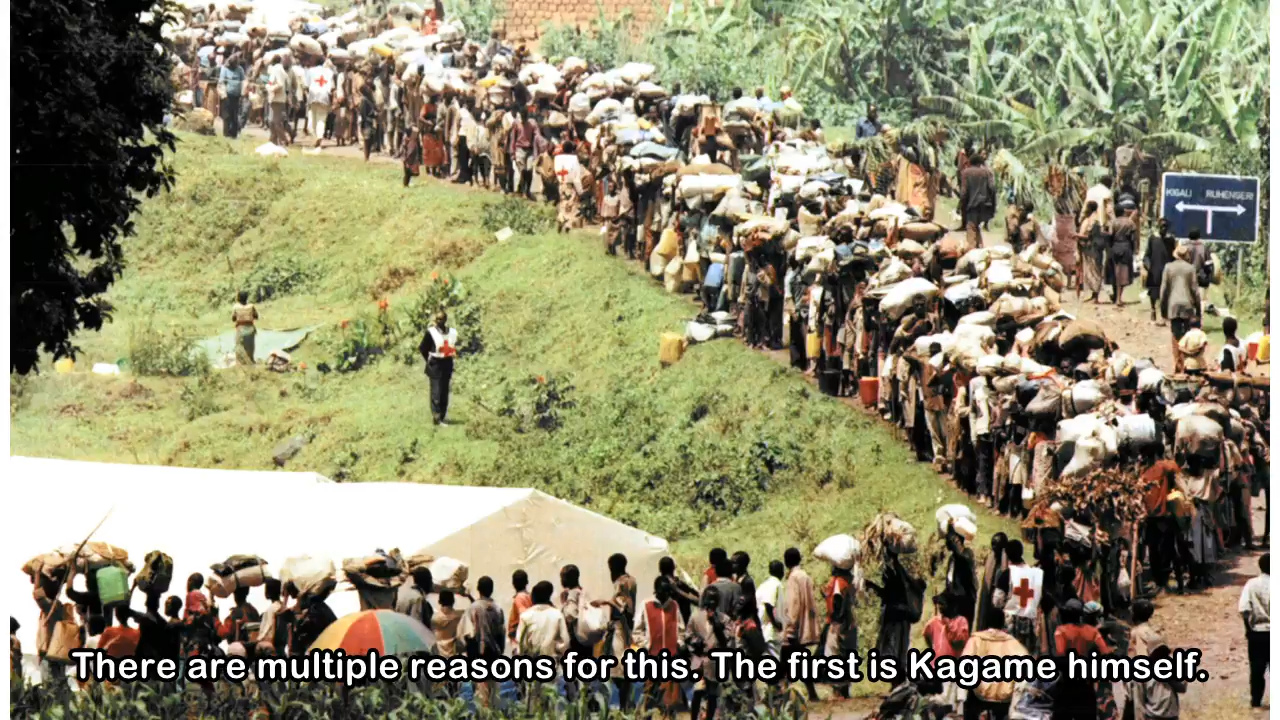 KIGALI RUHENGERI
There are multiple reasons for this. The first is Kagame himself.